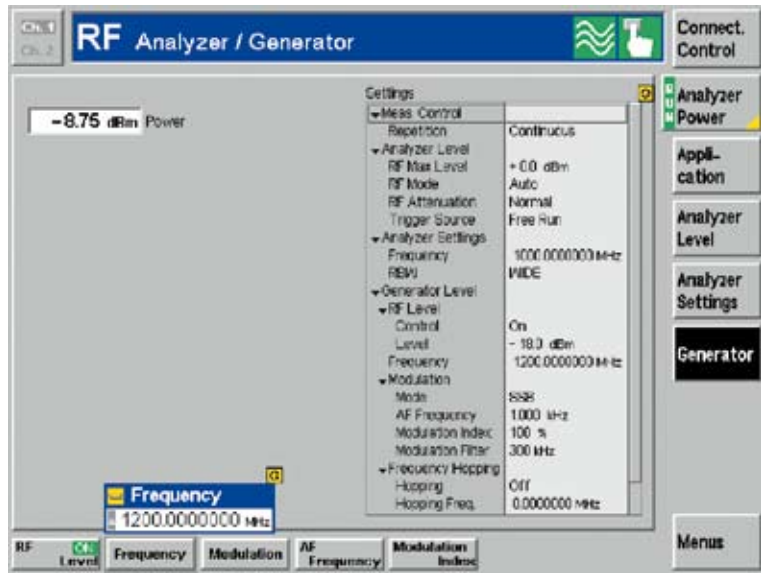 Ch. 1
Ch. 2
RF Analyzer / Generator
Connect. Control
-8.75 dBm Power
Settings
Meas. Control
Repetition Continuous
Analyzer Level
RF Max Level + 0.0 dBm
RF Mode Auto
RF Attenuation Normal
Trigger Source Free Run
Analyzer Settings
Frequency 1000.0000000 MHz
RBW WIDE
Generator Level
RF Level
Control On
Level - 18.0 dBm
Frequency 1200.0000000 MHz
Modulation
Mode SSB
AF Frequency 1.000 kHz
Modulation Index 100 %
Modulation Filter 300 kHz
Frequency Hopping
Hopping Off
Hopping Freq. 0.0000000 MHz
RUN
Analyzer Power
Appli-
cation
Analyzer Level
Analyzer Settings
Generator
Menus
G
Frequency
1200.0000000 MHz
RF ON Level
Frequency
Modulation
AF Frequency
Modulation Index